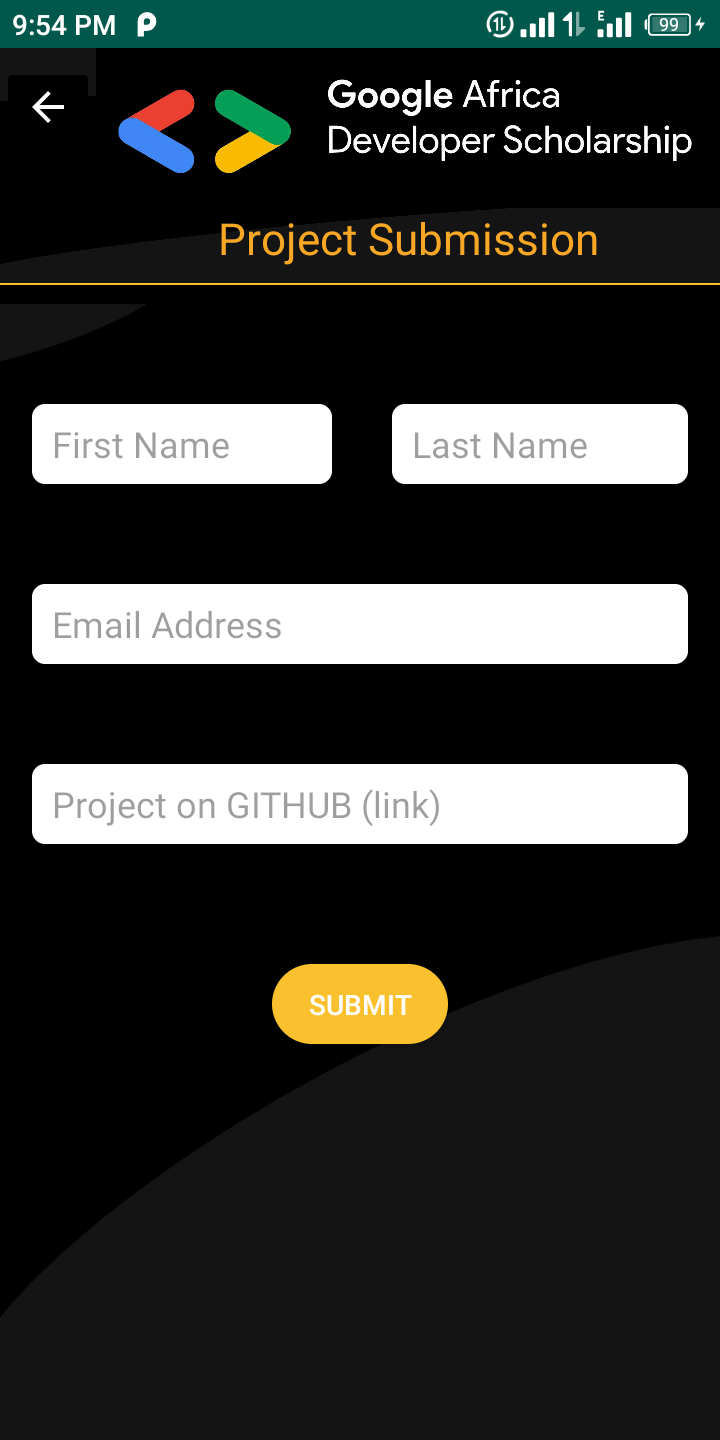 9:54 PM
E
99
Google Africa
Developer Scholarship
Project Submission
First Name
Last Name
Email Address
Project on GITHUB (link)
SUBMIT